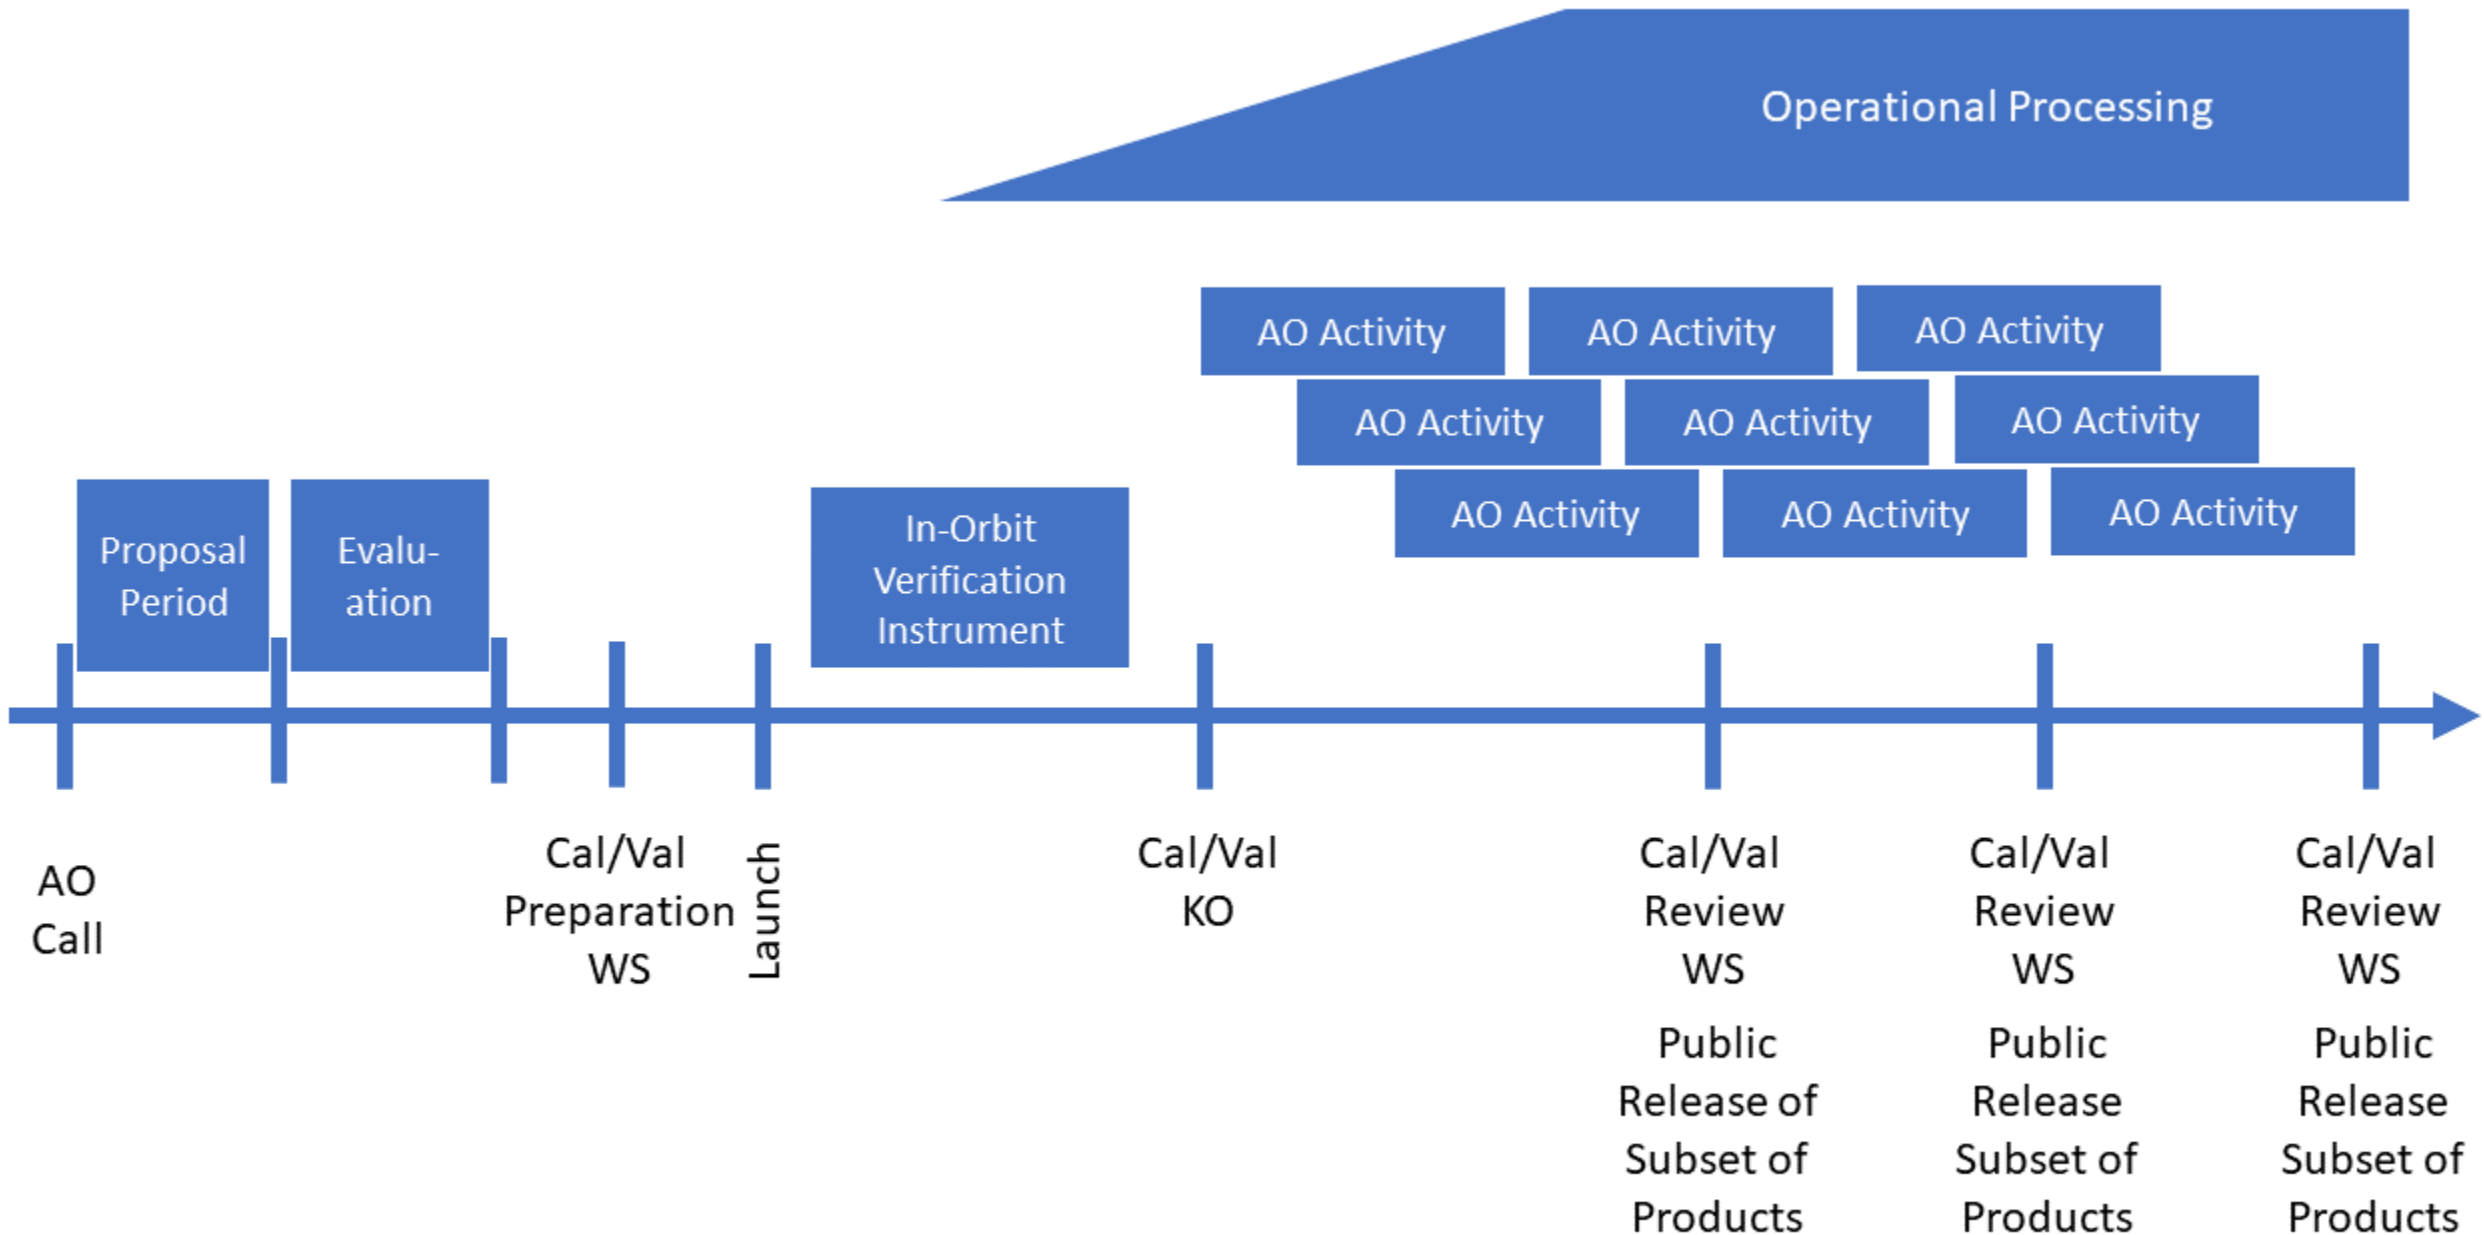 Operational Processing
AO Activity
AO Activity
AO Activity
AO Activity
AO Activity
AO Activity
AO Activity
AO Activity
AO Activity
Proposal
Period
Evalu-
ation
In-Orbit
Verification
Instrument
AO
Call
Cal/Val
Preparation
WS
Launch
Cal/Val
KO
Cal/Val
Review
WS
Public
Release of
Subset of
Products
Cal/Val
Review
WS
Public
Release
Subset of
Products
Cal/Val
Review
WS
Public
Release
Subset of
Products